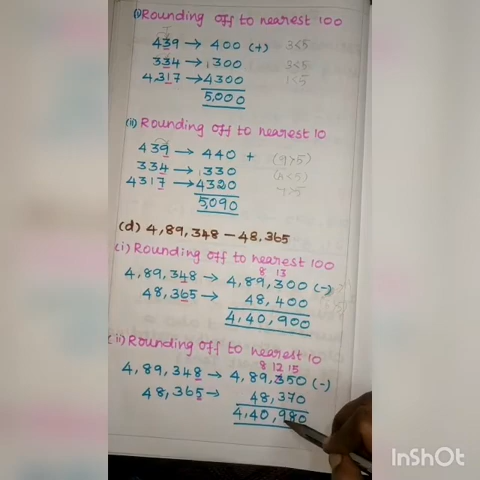 (i) Rounding off to nearest 100
439 → 400 (+) 3<5
334 → 300 3<5
4,317 → 4300 1<5
5,000
(ii) Rounding off to nearest 10
439 → 440 + (9>5)
334 → 330 (4<5)
4317 → 4320 7>5
5,090
(d) 4,89,348 – 48,365
(i) Rounding off to nearest 100
8 13
4,89,348 → 4,89,300 (-)
48,365 → 48,400
4,40,900
(ii) Rounding off to nearest 10
8 12 15
4,89,348 → 4,89,350 (-)
48,365 → 48,370
4,40,980
InShOt